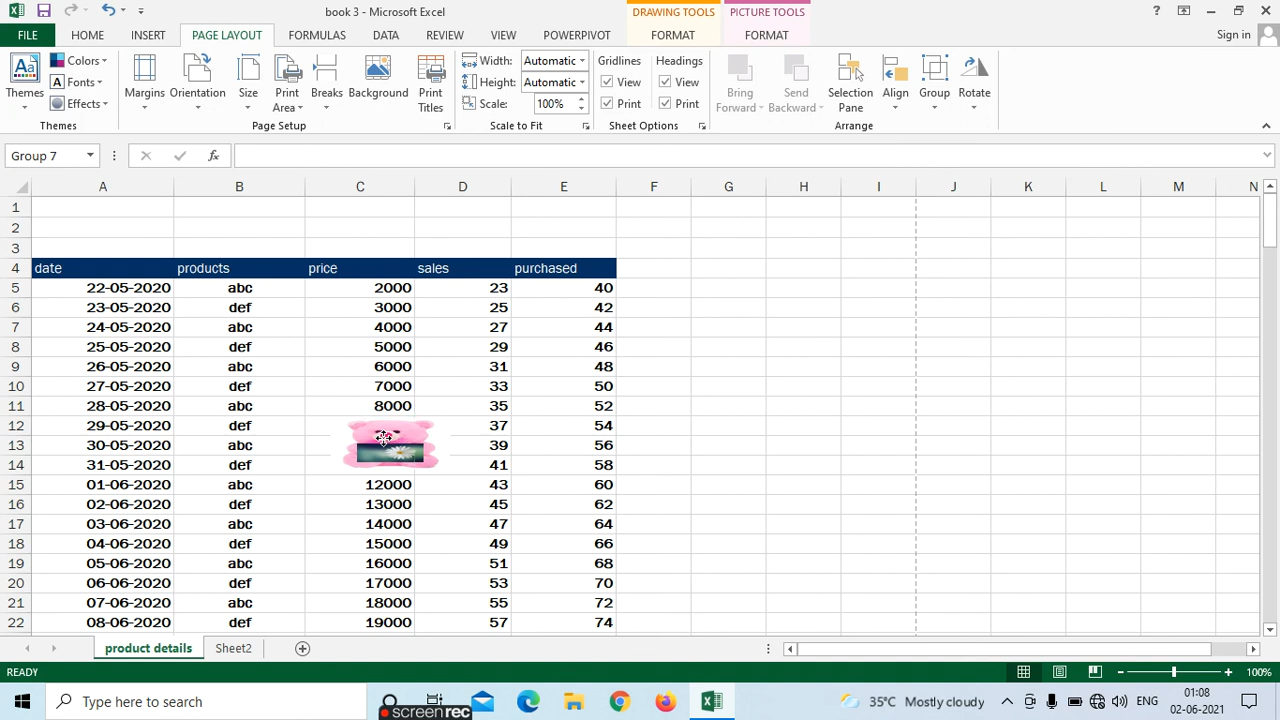 book 3 - Microsoft Excel
DRAWING TOOLS
PICTURE TOOLS
?
FILE
HOME
INSERT
PAGE LAYOUT
FORMULAS
DATA
REVIEW
VIEW
POWERPIVOT
FORMAT
FORMAT
Sign in
Themes
Colors
Fonts
Effects
Margins
Orientation
Size
Print Area
Breaks
Background
Print Titles
Width: Automatic
Height: Automatic
Scale: 100%
Gridlines
View
Print
Headings
View
Print
Bring Forward
Send Backward
Selection Pane
Align
Group
Rotate
Themes
Page Setup
Scale to Fit
Sheet Options
Arrange
Group 7
fx
A B C D E F G H I J K L M N
1
2
3
4 date products price sales purchased
5 22-05-2020 abc 2000 23 40
6 23-05-2020 def 3000 25 42
7 24-05-2020 abc 4000 27 44
8 25-05-2020 def 5000 29 46
9 26-05-2020 abc 6000 31 48
10 27-05-2020 def 7000 33 50
11 28-05-2020 abc 8000 35 52
12 29-05-2020 def 37 54
13 30-05-2020 abc 39 56
14 31-05-2020 def 41 58
15 01-06-2020 abc 12000 43 60
16 02-06-2020 def 13000 45 62
17 03-06-2020 abc 14000 47 64
18 04-06-2020 def 15000 49 66
19 05-06-2020 abc 16000 51 68
20 06-06-2020 def 17000 53 70
21 07-06-2020 abc 18000 55 72
22 08-06-2020 def 19000 57 74
product details
Sheet2
READY
100%
Type here to search
screenrec
35°C Mostly cloudy
ENG
01:08
02-06-2021